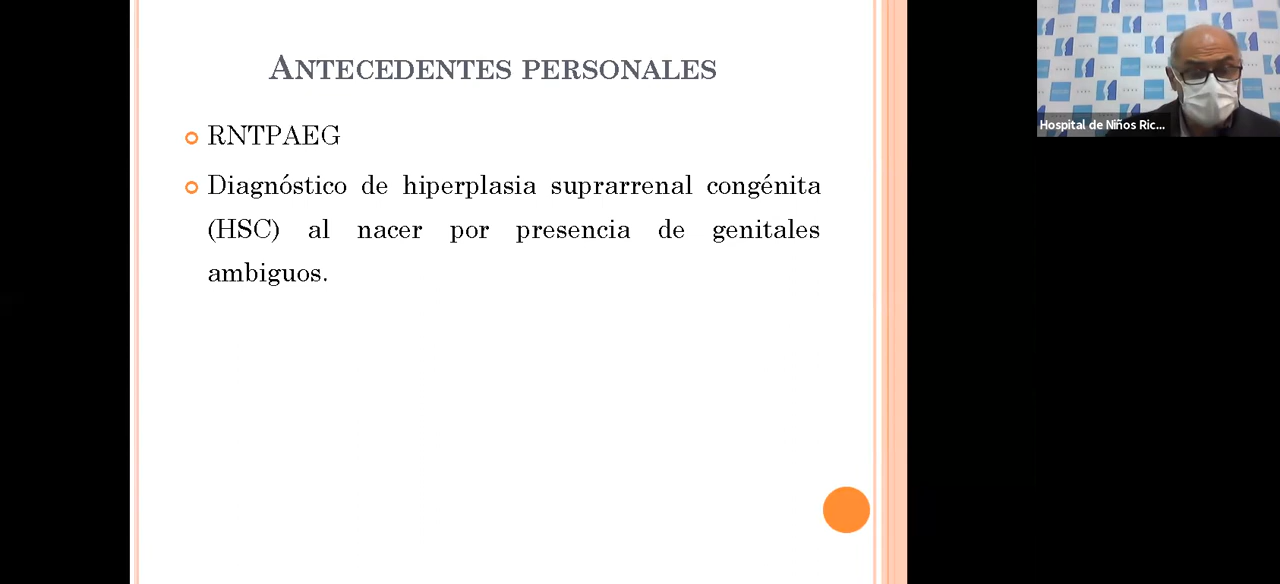 ANTECEDENTES PERSONALES
RNTPAEG
Diagnóstico de hiperplasia suprarrenal congénita
(HSC) al nacer por presencia de genitales
ambiguos.
Hospital de Niños Ric...